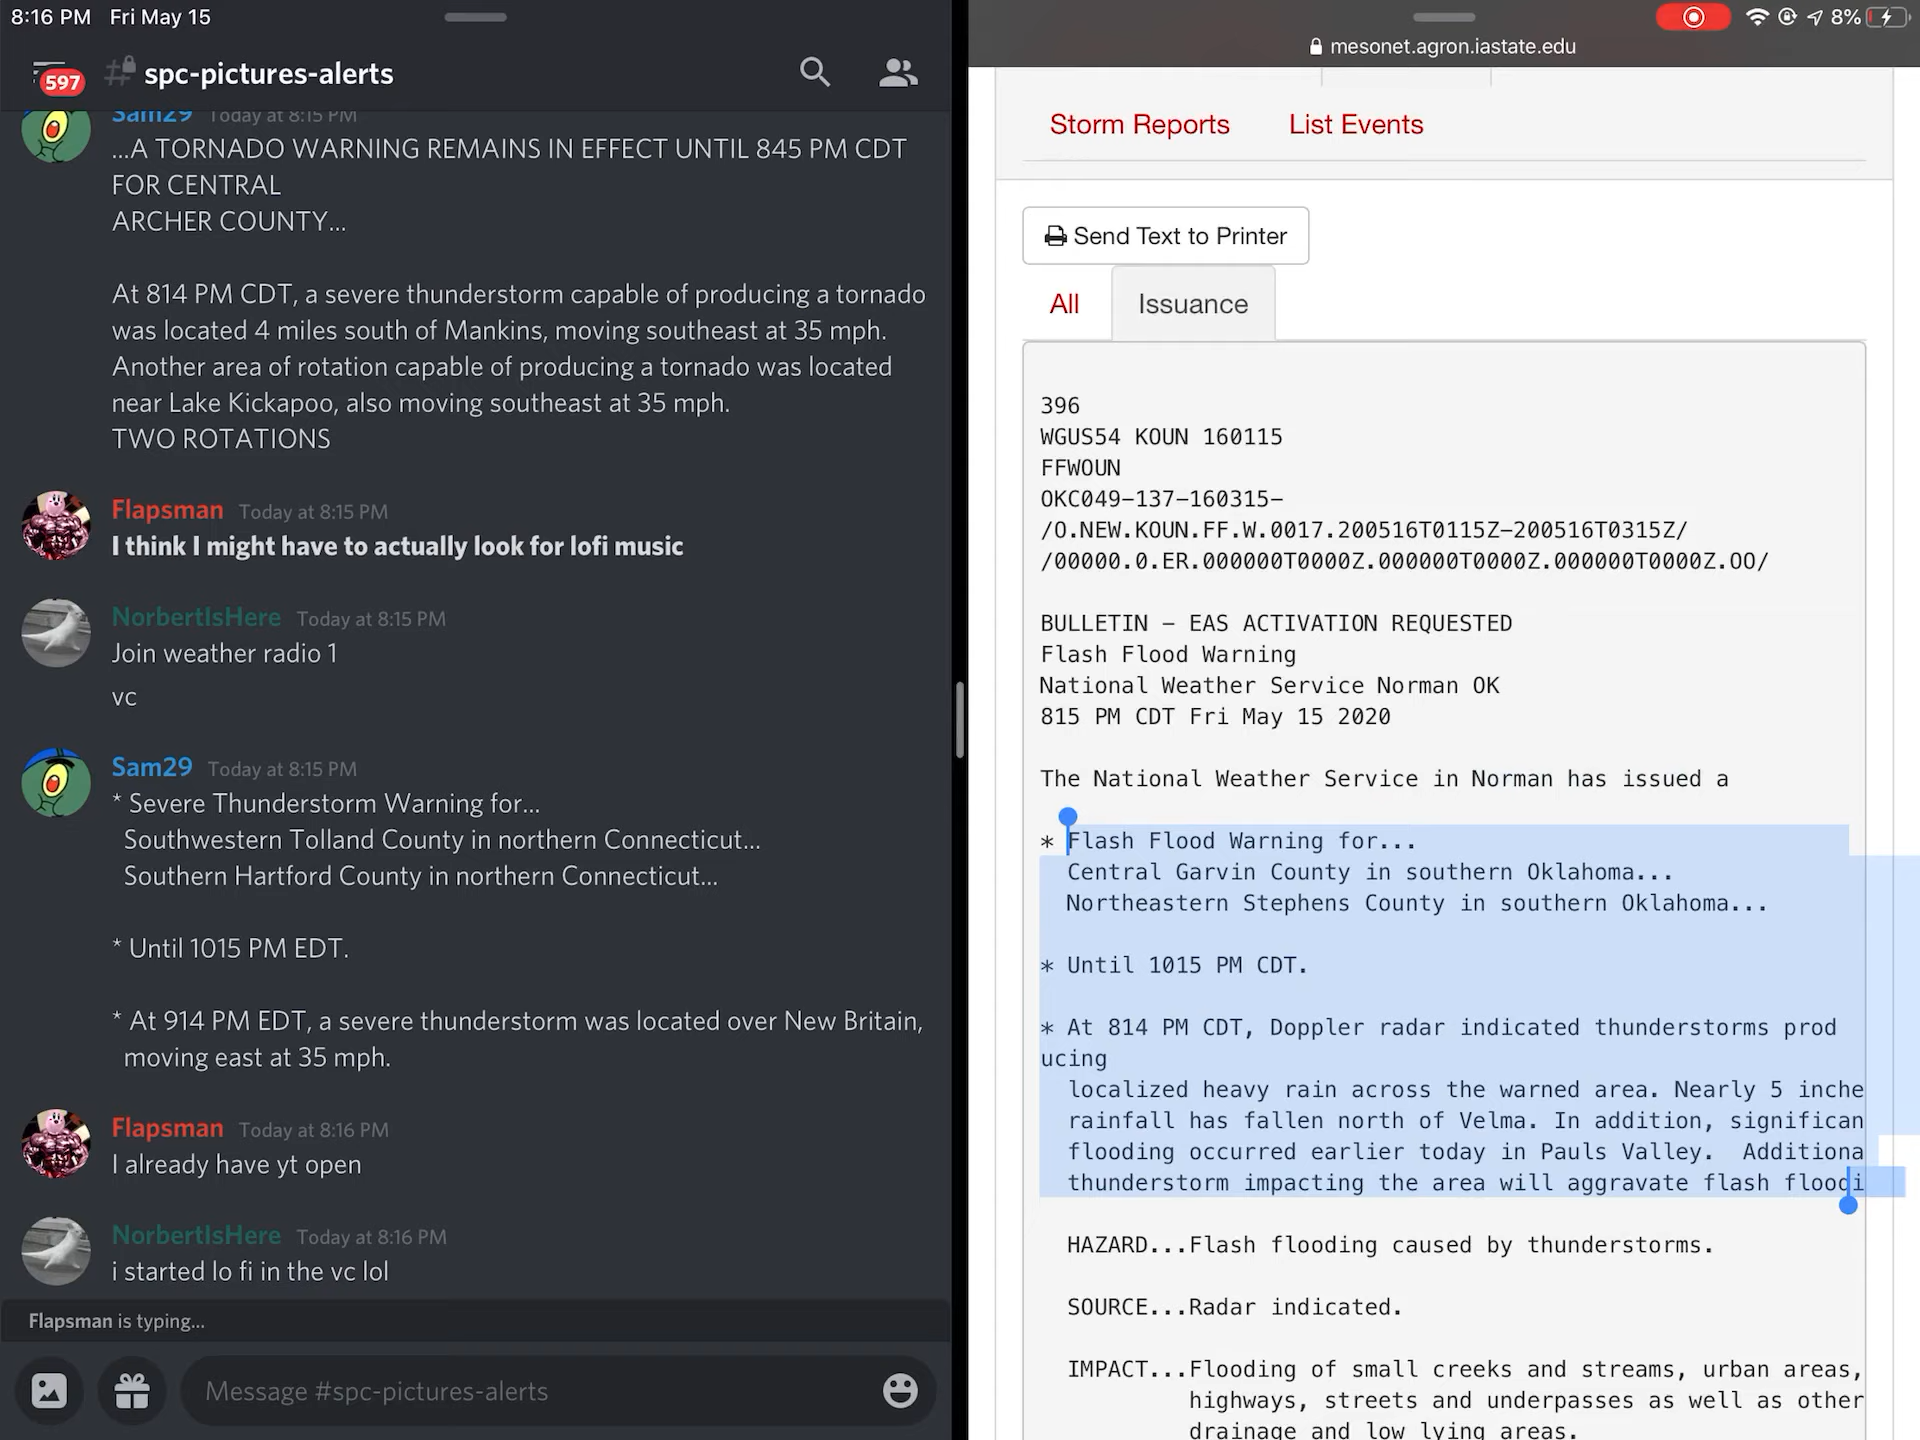 8:16 PM Fri May 15
597
spc-pictures-alerts
Sam29 Today at 8:15 PM
...A TORNADO WARNING REMAINS IN EFFECT UNTIL 845 PM CDT
FOR CENTRAL
ARCHER COUNTY...
At 814 PM CDT, a severe thunderstorm capable of producing a tornado
was located 4 miles south of Mankins, moving southeast at 35 mph.
Another area of rotation capable of producing a tornado was located
near Lake Kickapoo, also moving southeast at 35 mph.
TWO ROTATIONS
Flapsman Today at 8:15 PM
I think I might have to actually look for lofi music
NorbertIsHere Today at 8:15 PM
Join weather radio 1
vc
Sam29 Today at 8:15 PM
* Severe Thunderstorm Warning for...
Southwestern Tolland County in northern Connecticut...
Southern Hartford County in northern Connecticut...
* Until 1015 PM EDT.
* At 914 PM EDT, a severe thunderstorm was located over New Britain,
moving east at 35 mph.
Flapsman Today at 8:16 PM
I already have yt open
NorbertIsHere Today at 8:16 PM
i started lo fi in the vc lol
Flapsman is typing...
Message #spc-pictures-alerts
8%
mesonet.agron.iastate.edu
Storm Reports List Events
Send Text to Printer
All Issuance
396
WGUS54 KOUN 160115
FFWOUN
OKC049-137-160315-
/O.NEW.KOUN.FF.W.0017.200516T0115Z-200516T0315Z/
/00000.0.ER.000000T0000Z.000000T0000Z.000000T0000Z.OO/
BULLETIN - EAS ACTIVATION REQUESTED
Flash Flood Warning
National Weather Service Norman OK
815 PM CDT Fri May 15 2020
The National Weather Service in Norman has issued a
* Flash Flood Warning for...
Central Garvin County in southern Oklahoma...
Northeastern Stephens County in southern Oklahoma...
* Until 1015 PM CDT.
* At 814 PM CDT, Doppler radar indicated thunderstorms prod
ucing
localized heavy rain across the warned area. Nearly 5 inche
rainfall has fallen north of Velma. In addition, significan
flooding occurred earlier today in Pauls Valley. Additiona
thunderstorm impacting the area will aggravate flash floodi
HAZARD...Flash flooding caused by thunderstorms.
SOURCE...Radar indicated.
IMPACT...Flooding of small creeks and streams, urban areas,
highways, streets and underpasses as well as other
drainage and low lying areas.